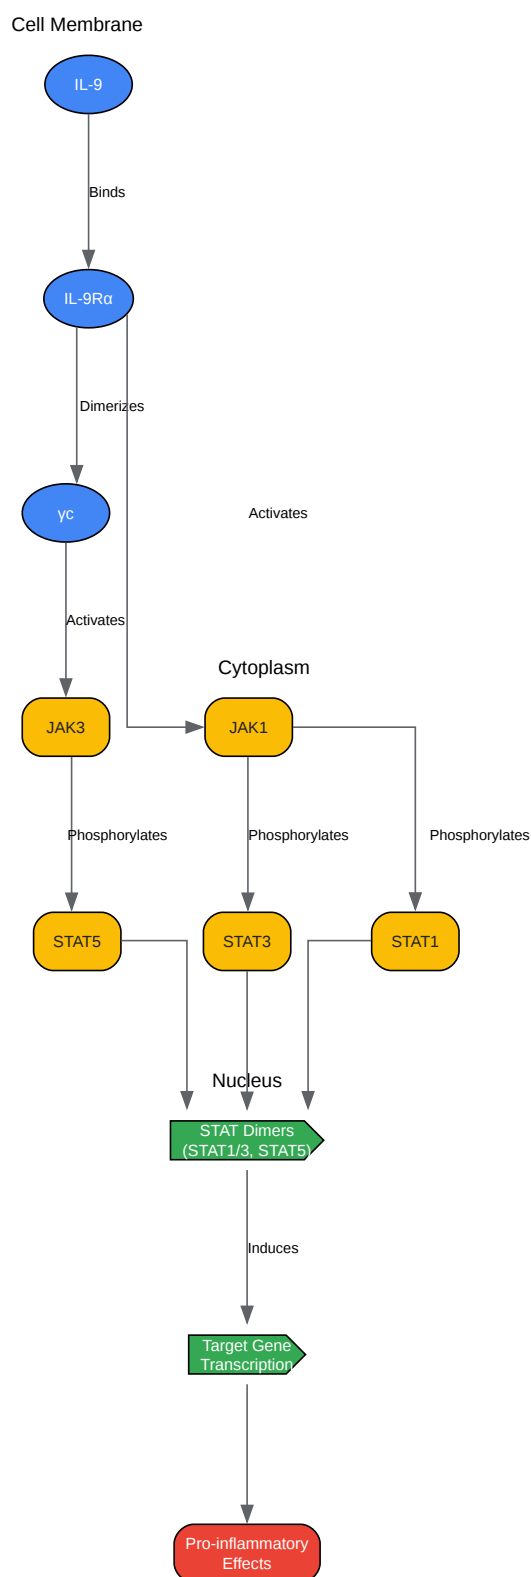 Cell Membrane
IL-9
Binds
IL-9Rα
Dimerizes
γc
Activates
Activates
Cytoplasm
JAK3
JAK1
Phosphorylates
Phosphorylates
Phosphorylates
STAT5
STAT3
STAT1
Nucleus
STAT Dimers
(STAT1/3, STAT5)
Induces
Target Gene
Transcription
Pro-inflammatory
Effects